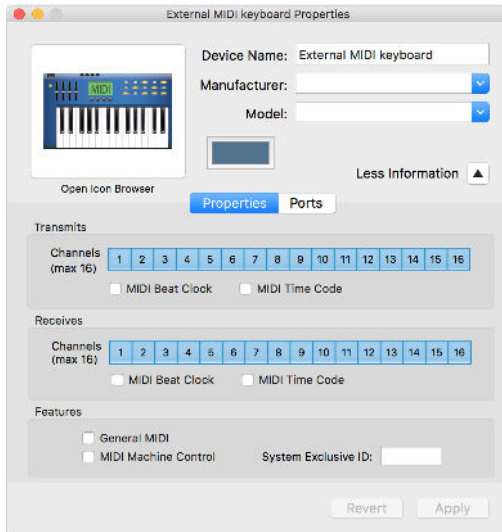 External MIDI keyboard Properties
Device Name: External MIDI keyboard
MIDI
Manufacturer:
Model:
Less Information
Open Icon Browser
Properties Ports
Transmits
Channels 1 2 3 4 5 6 7 8 9 10 11 12 13 14 15 16
(max 16)
MIDI Beat Clock MIDI Time Code
Receives
Channels 1 2 3 4 5 6 7 8 9 10 11 12 13 14 15 16
(max 16)
MIDI Beat Clock MIDI Time Code
Features
General MIDI
MIDI Machine Control System Exclusive ID:
Revert Apply